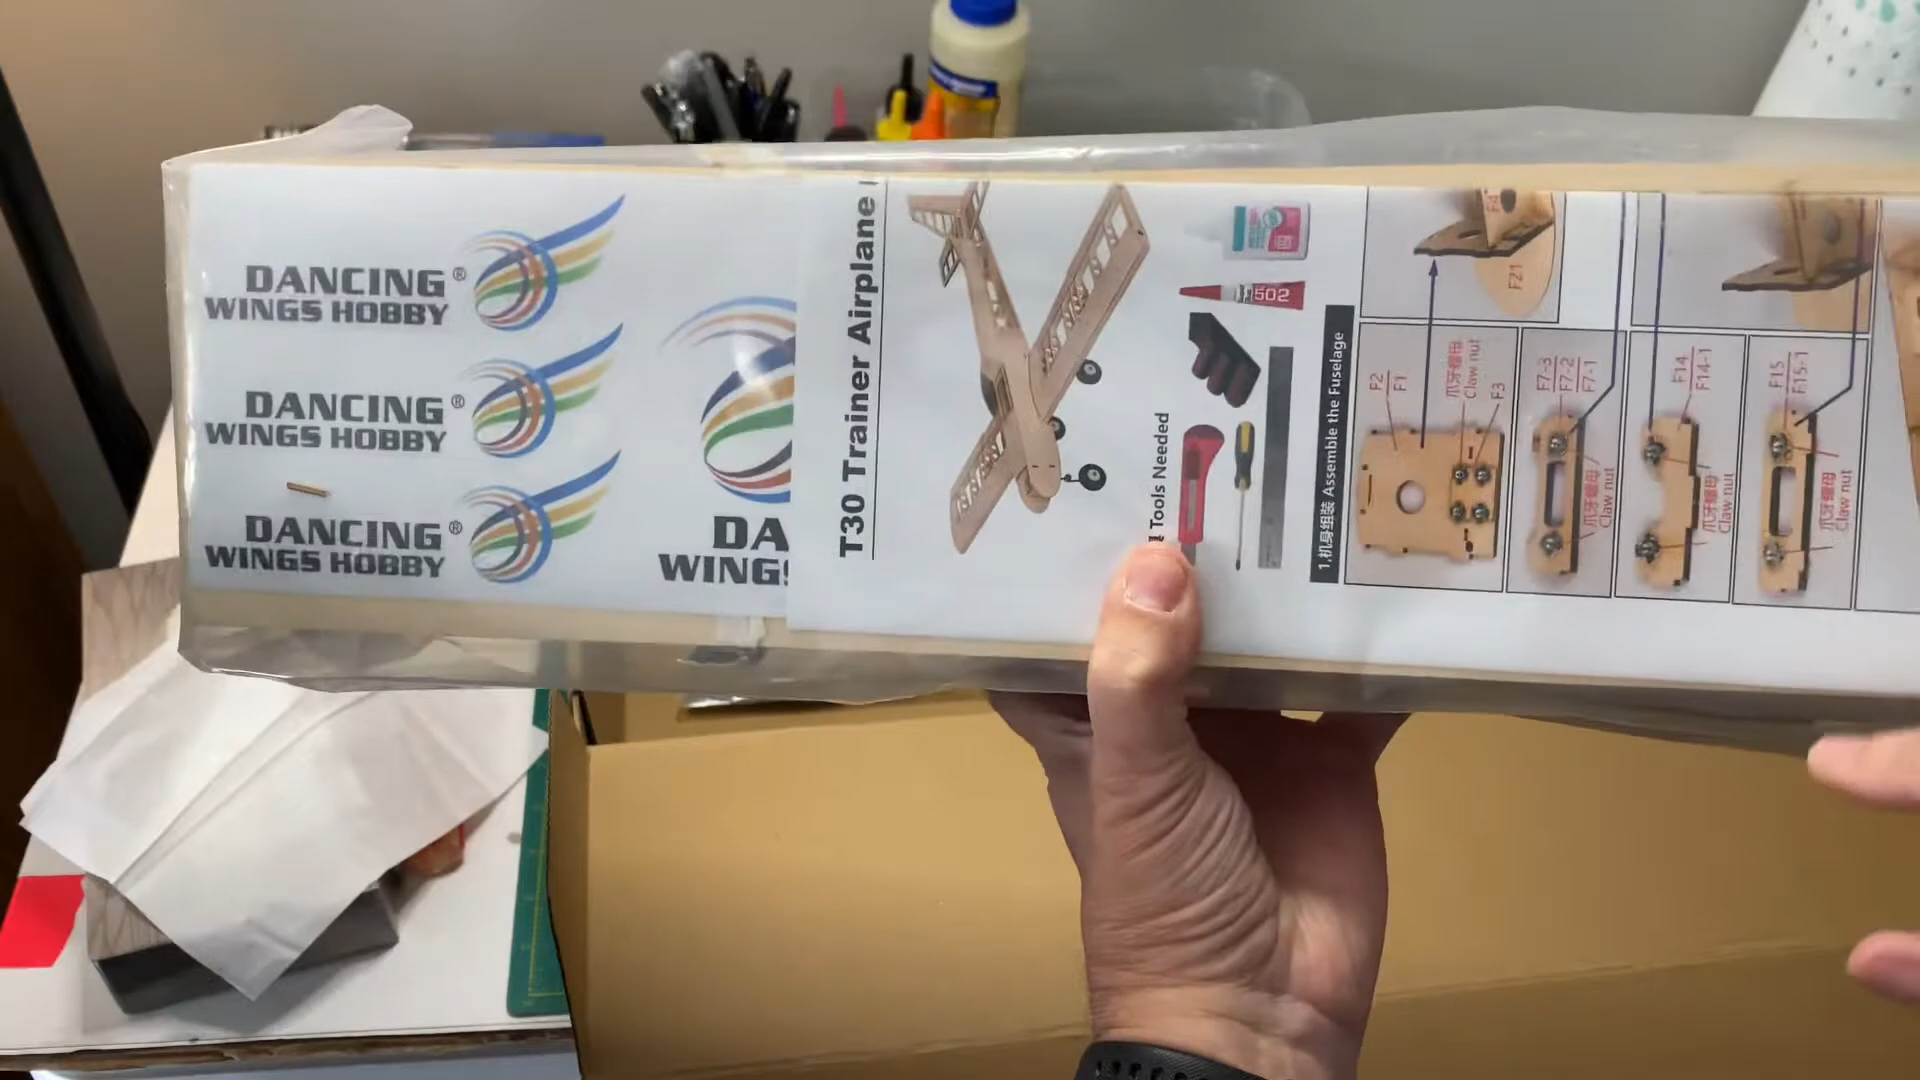 DANCING ®
WINGS HOBBY
DANCING ®
WINGS HOBBY
DANCING ®
WINGS HOBBY
DA
WINGS
T30 Trainer Airplane
502
Tools Needed
1,机身组装 Assemble the Fuselage
F4
F21
F2
F1
爪牙螺母
Claw nut
F3
F7-3
F7-2
F7-1
爪牙螺母
Claw nut
F14
F14-1
爪牙螺母
Claw nut
F15
F15-1
爪牙螺母
Claw nut